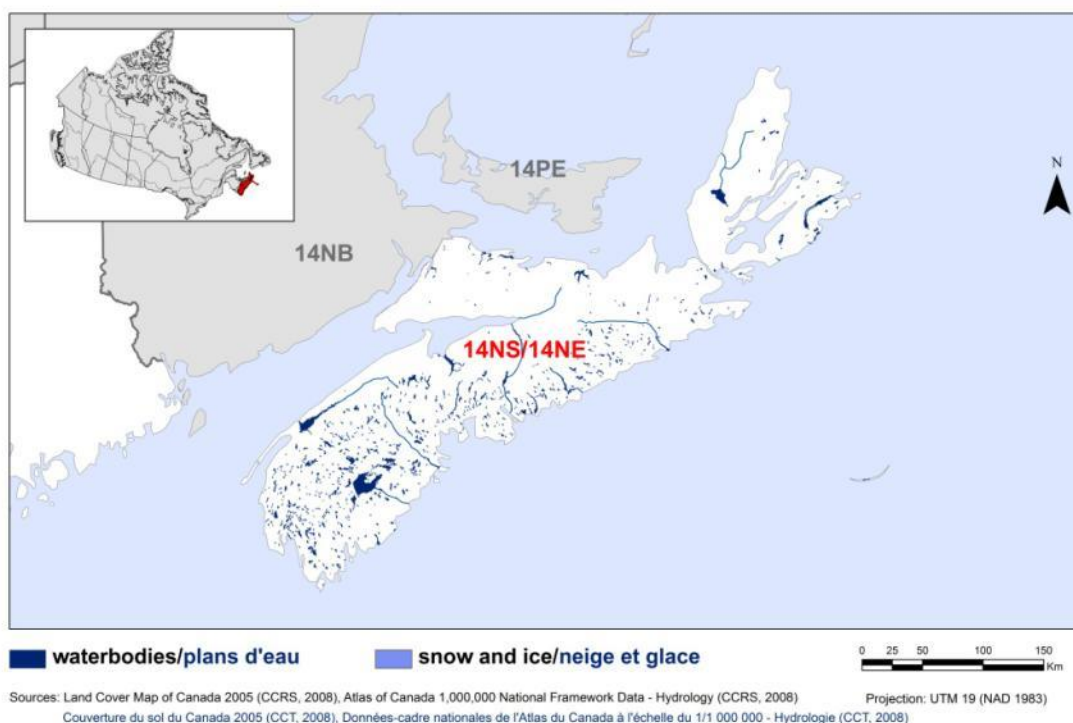 14PE
N
14NB
14NS/14NE
waterbodies/plans d'eau
snow and ice/neige et glace
0 25 50 100 150
Km
Sources: Land Cover Map of Canada 2005 (CCRS, 2008), Atlas of Canada 1,000,000 National Framework Data - Hydrology (CCRS, 2008)
Projection: UTM 19 (NAD 1983)
Couverture du sol du Canada 2005 (CCT, 2008), Données-cadre nationales de l'Atlas du Canada à l'échelle du 1/1 000 000 - Hydrologie (CCT, 2008)